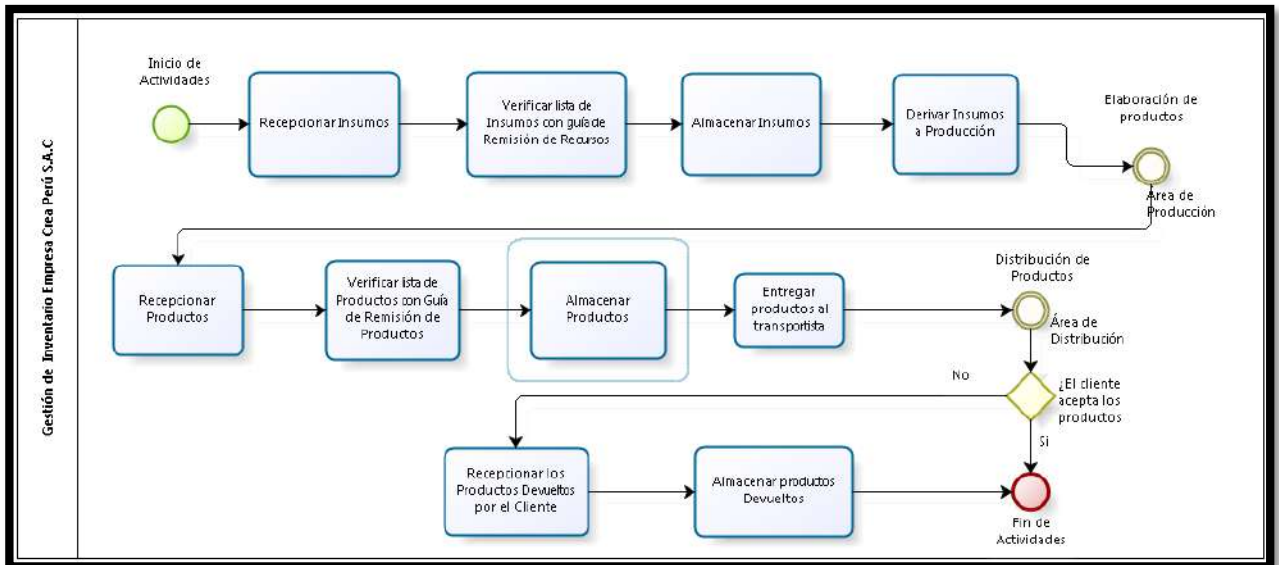 Gestión de Inventario Empresa Crea Perú S.A.C
Inicio de
Actividades
Recepcionar Insumos
Verificar lista de
Insumos con guía de
Remisión de Recursos
Almacenar Insumos
Derivar Insumos
a Producción
Elaboración de
productos
Área de
Producción
Recepcionar
Productos
Verificar lista de
Productos con Guía
de Remisión de
Productos
Almacenar
Productos
Entregar
productos al
transportista
Distribución de
Productos
Área de
Distribución
No
¿El cliente
acepta los
productos
Si
Recepcionar los
Productos Devueltos
por el Cliente
Almacenar productos
Devueltos
Fin de
Actividades